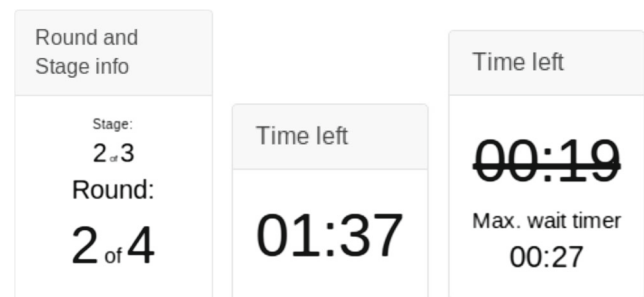 Round and
Stage info
Stage:
2 of 3
Round:
2 of 4
Time left
01:37
Time left
00:19
Max. wait timer
00:27